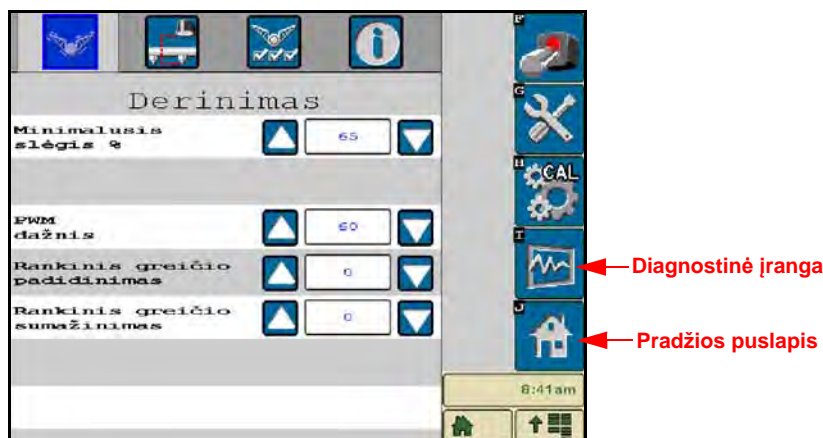 Derinimas
Minimalusis
slėgis %
65
PWM
dažnis
60
Rankinis greičio
padidinimas
0
Rankinis greičio
sumažinimas
0
F
G
H
CAL
I
J
8:41am
Diagnostinė įranga
Pradžios puslapis